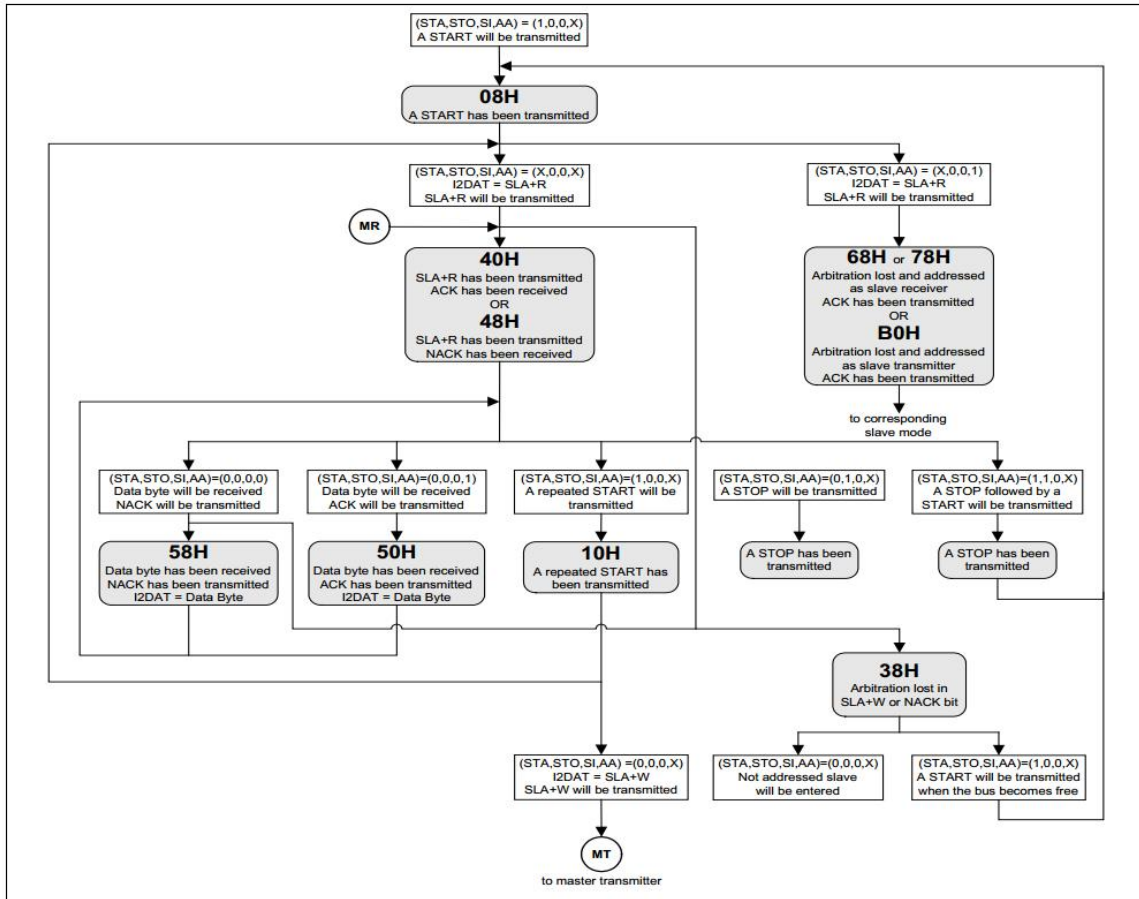 (STA,STO,SI,AA) = (1,0,0,X)
A START will be transmitted
08H
A START has been transmitted
(STA,STO,SI,AA) = (X,0,0,X)
I2DAT = SLA+R
SLA+R will be transmitted
(STA,STO,SI,AA) = (X,0,0,1)
I2DAT = SLA+R
SLA+R will be transmitted
MR
40H
SLA+R has been transmitted
ACK has been received
OR
48H
SLA+R has been transmitted
NACK has been received
68H or 78H
Arbitration lost and addressed
as slave receiver
ACK has been transmitted
OR
B0H
Arbitration lost and addressed
as slave transmitter
ACK has been transmitted
to corresponding
slave mode
(STA,STO,SI,AA)=(0,0,0,0)
Data byte will be received
NACK will be transmitted
(STA,STO,SI,AA)=(0,0,0,1)
Data byte will be received
ACK will be transmitted
(STA,STO,SI,AA)=(1,0,0,X)
A repeated START will be
transmitted
(STA,STO,SI,AA)=(0,1,0,X)
A STOP will be transmitted
(STA,STO,SI,AA)=(1,1,0,X)
A STOP followed by a
START will be transmitted
58H
Data byte has been received
NACK has been transmitted
I2DAT = Data Byte
50H
Data byte has been received
ACK has been transmitted
I2DAT = Data Byte
10H
A repeated START has
been transmitted
A STOP has been
transmitted
A STOP has been
transmitted
38H
Arbitration lost in
SLA+W or NACK bit
(STA,STO,SI,AA) =(0,0,0,X)
I2DAT = SLA+W
SLA+W will be transmitted
(STA,STO,SI,AA)=(0,0,0,X)
Not addressed slave
will be entered
(STA,STO,SI,AA)=(1,0,0,X)
A START will be transmitted
when the bus becomes free
MT
to master transmitter